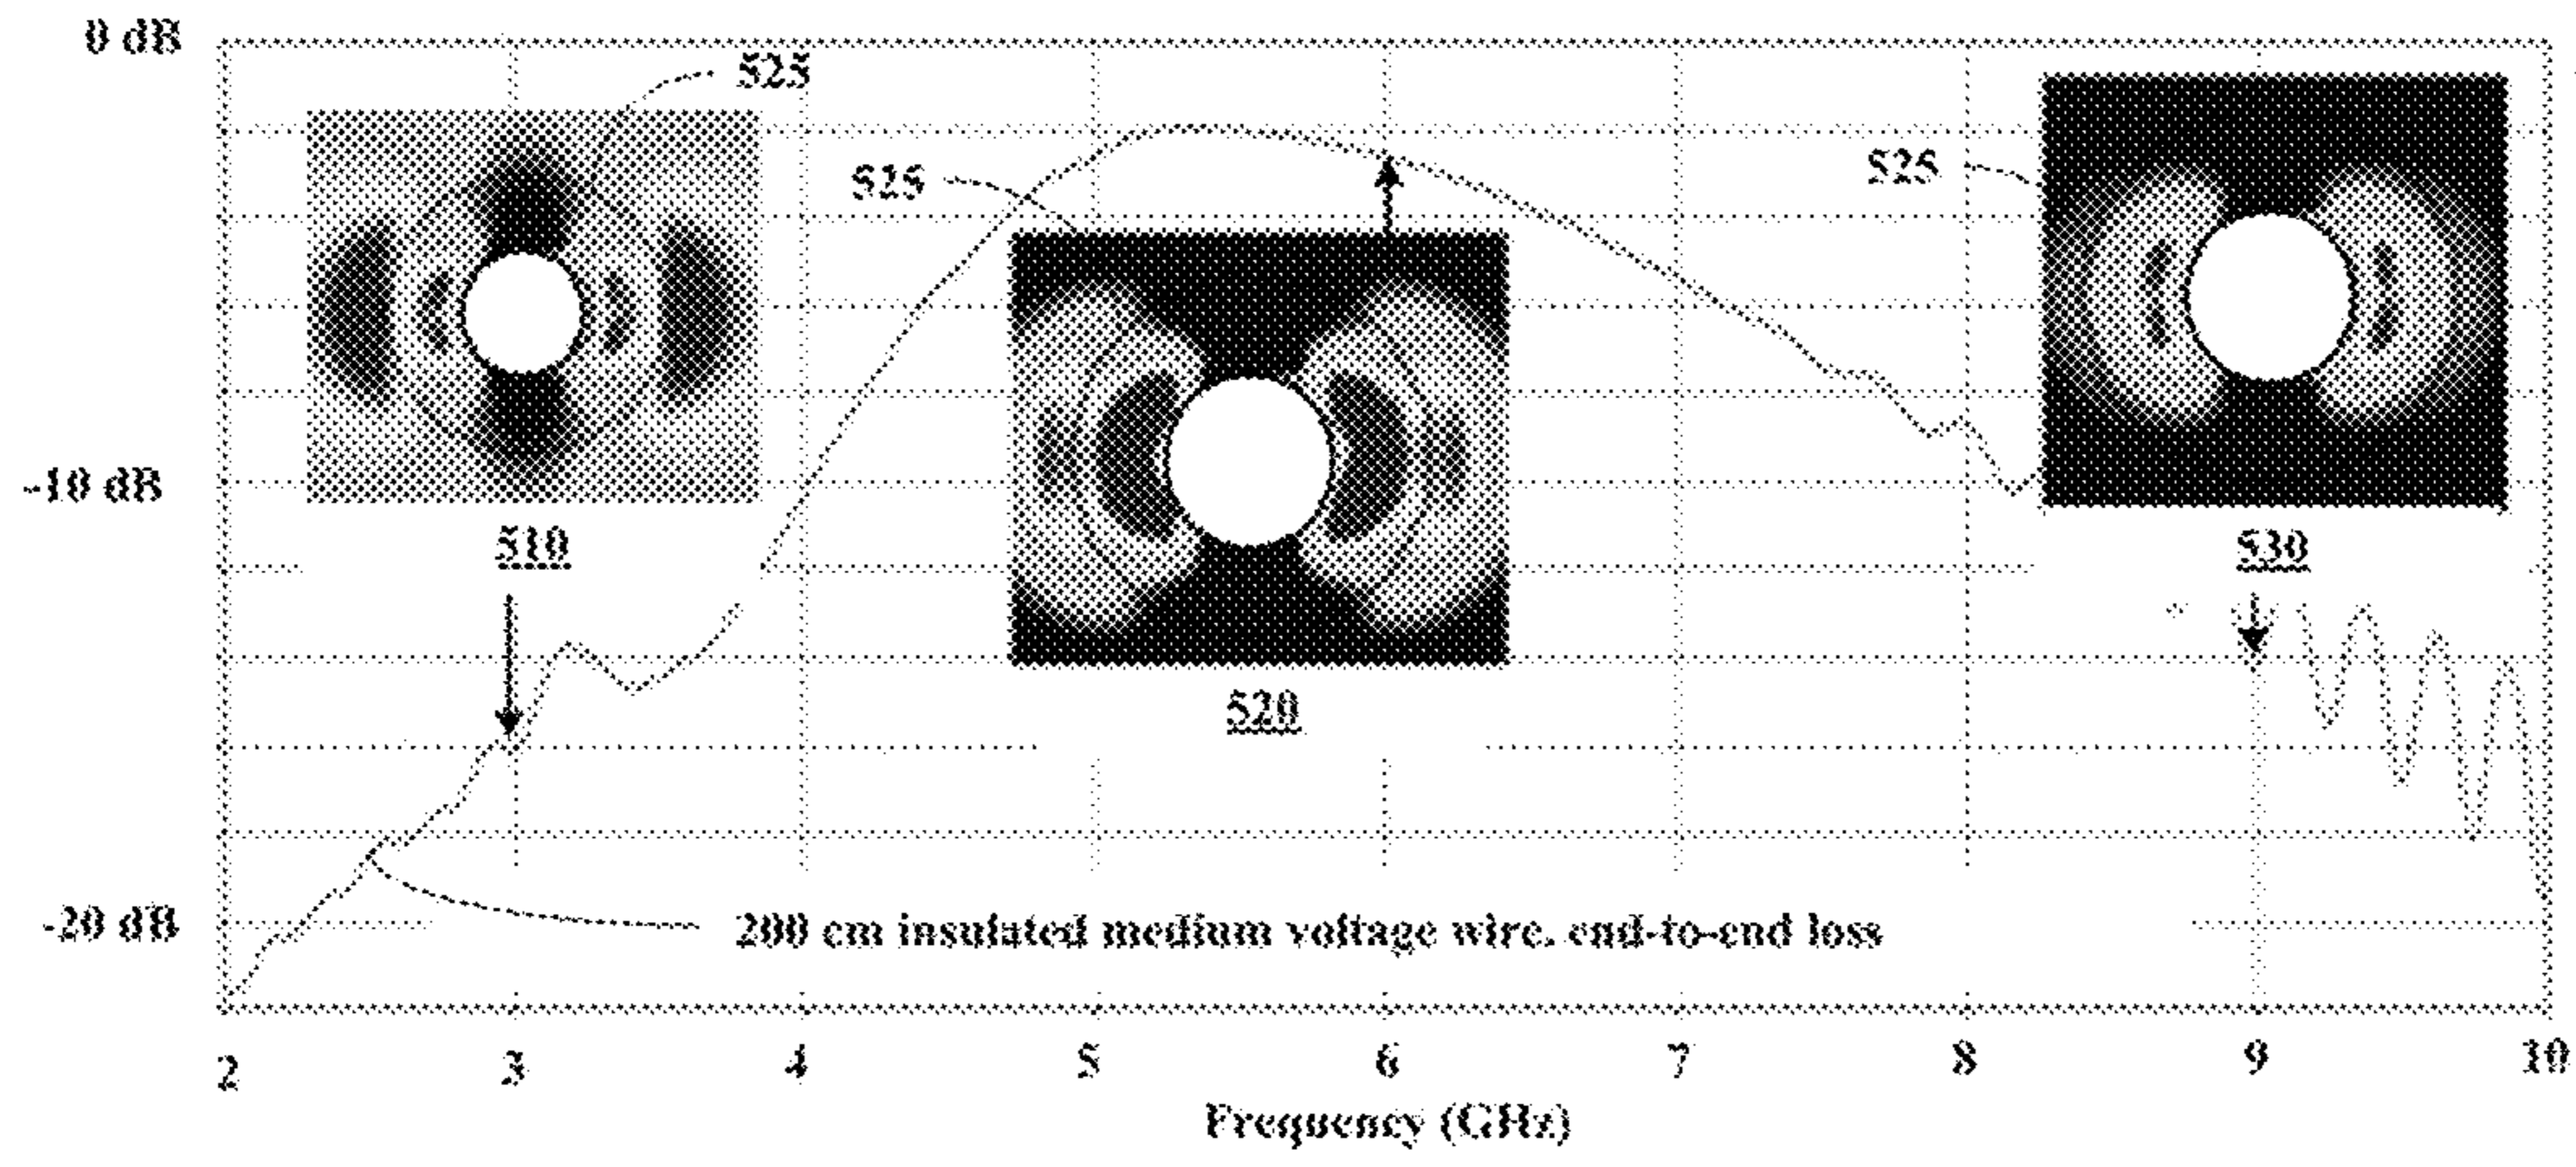 0 dB
525
525
525
-10 dB
510
530
520
-20 dB
200 cm insulated medium voltage wire, end-to-end loss
2 3 4 5 6 7 8 9 10
Frequency (GHz)